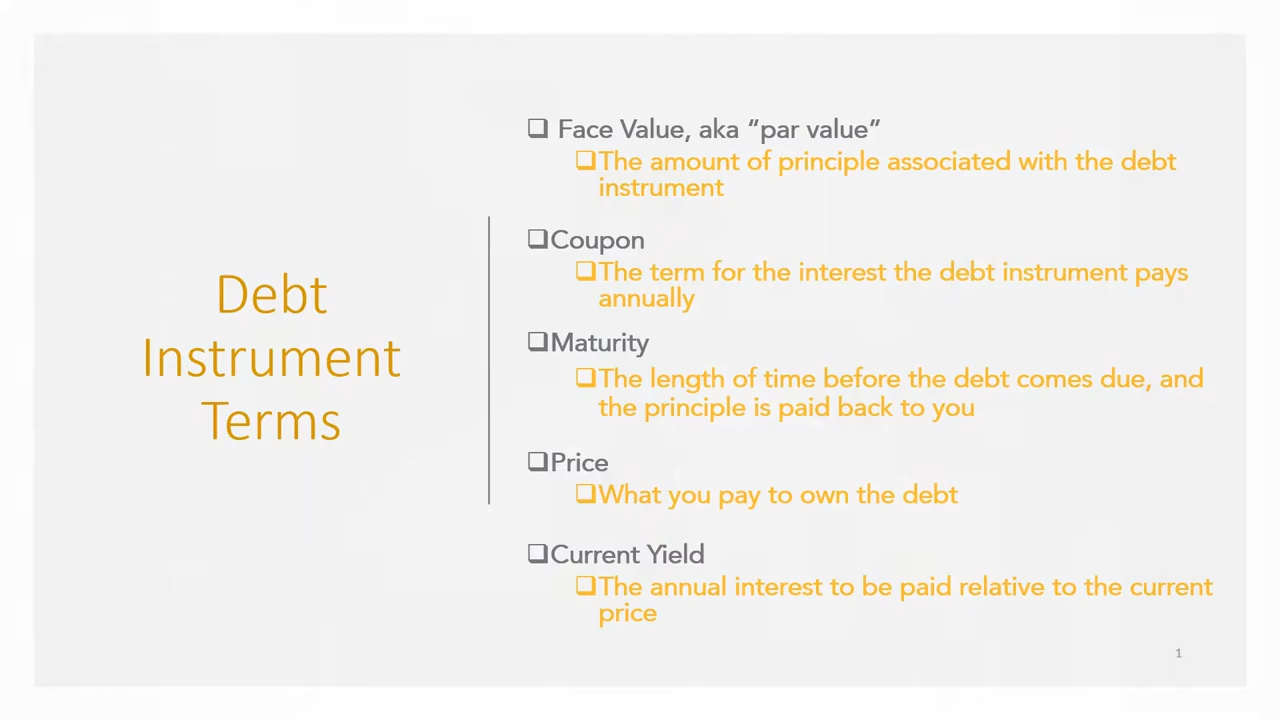 Debt
Instrument
Terms
❑ Face Value, aka “par value”
❑The amount of principle associated with the debt
instrument
❑Coupon
❑The term for the interest the debt instrument pays
annually
❑Maturity
❑The length of time before the debt comes due, and
the principle is paid back to you
❑Price
❑What you pay to own the debt
❑Current Yield
❑The annual interest to be paid relative to the current
price
1